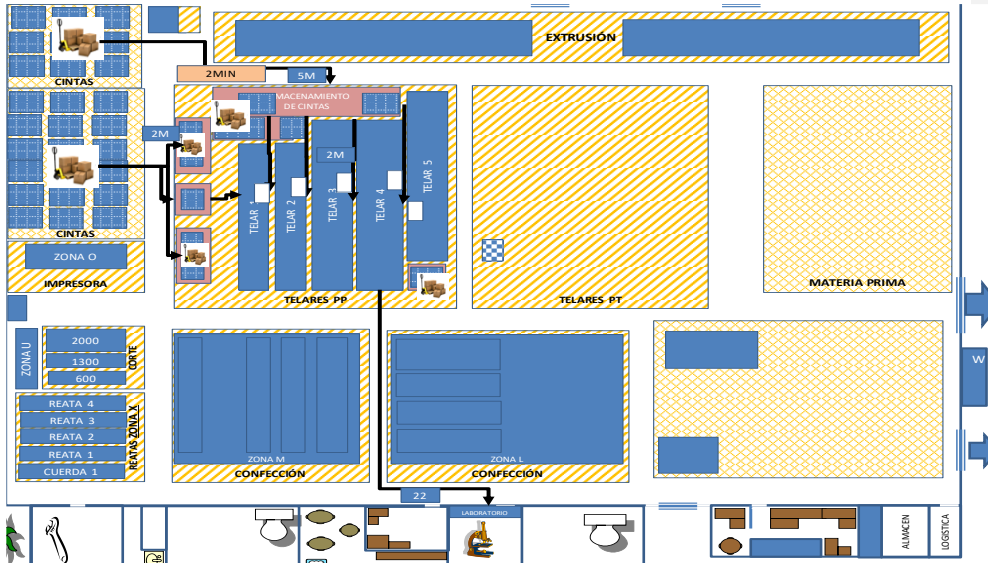 EXTRUSIÓN
2MIN
5M
CINTAS
MACENAMIENTO
DE CINTAS
2M
2M
TELAR 1
TELAR 2
TELAR 3
TELAR 4
TELAR 5
CINTAS
ZONA O
IMPRESORA
TELARES PP
TELARES PT
MATERIA PRIMA
ZONA U
2000
1300
600
CORTE
W
REATA 4
REATA 3
REATA 2
REATA 1
CUERDA 1
REATAS ZONA X
ZONA M
CONFECCIÓN
ZONA L
CONFECCIÓN
22
LABORATORIO
ALMACEN
LOGISTICA